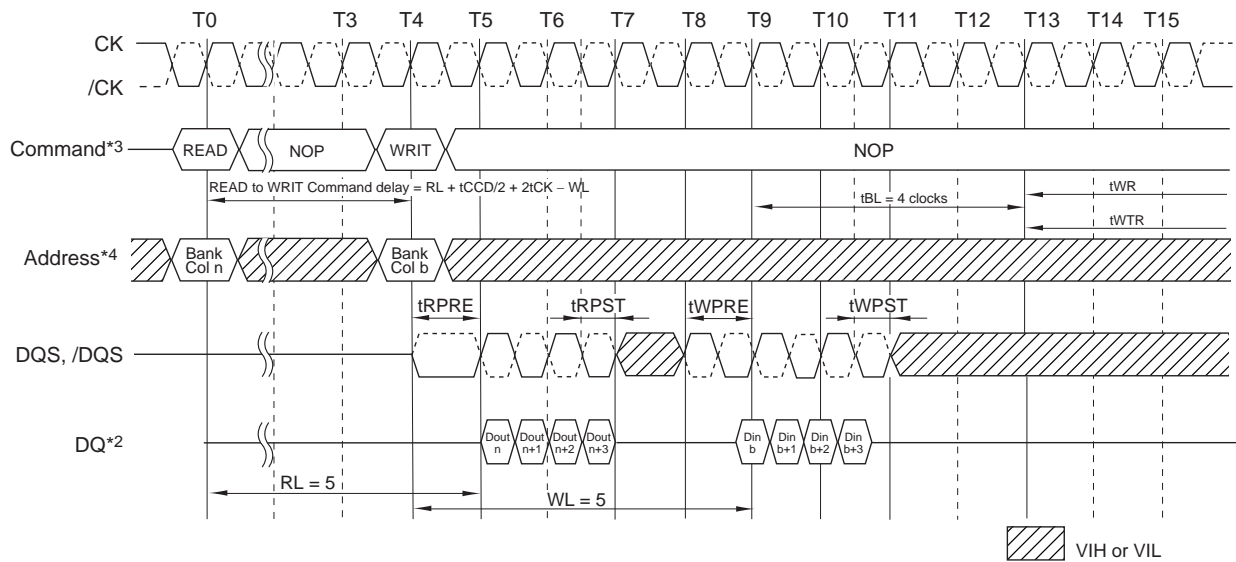 T0 T3 T4 T5 T6 T7 T8 T9 T10 T11 T12 T13 T14 T15
CK
/CK
Command*3 READ NOP WRIT NOP
READ to WRIT Command delay = RL + tCCD/2 + 2tCK – WL
tBL = 4 clocks
tWR
tWTR
Address*4
Bank
Col n
Bank
Col b
tRPRE tRPST tWPRE tWPST
DQS, /DQS
DQ*2
Dout
n
Dout
n+1
Dout
n+2
Dout
n+3
Din
b
Din
b+1
Din
b+2
Din
b+3
RL = 5
WL = 5
VIH or VIL